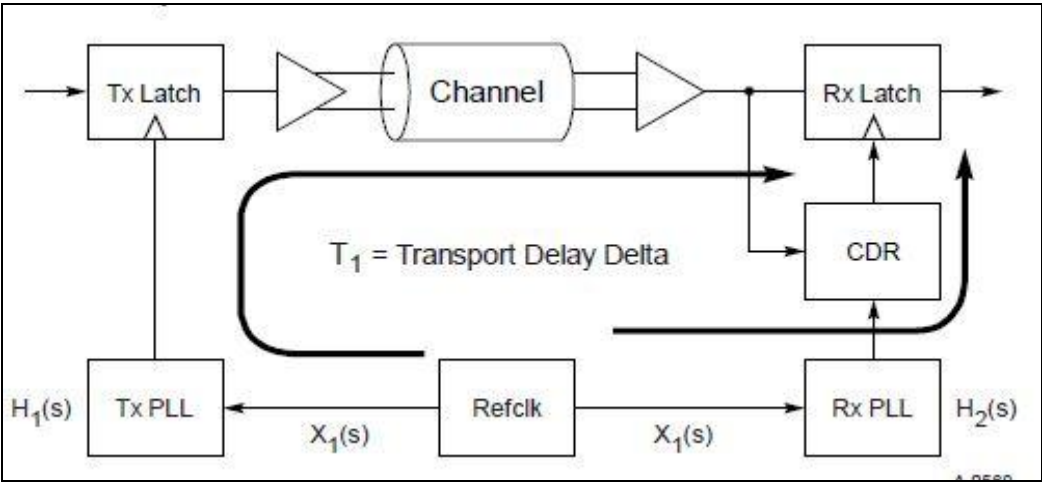 Tx Latch
Channel
Rx Latch
T1 = Transport Delay Delta
CDR
H1(s)
Tx PLL
X1(s)
Refclk
X1(s)
Rx PLL
H2(s)